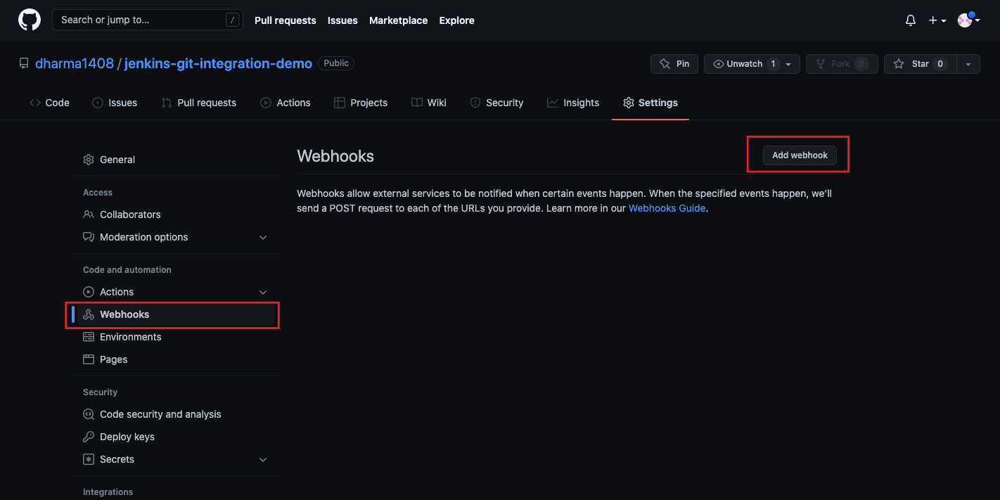 Search or jump to... /
Pull requests Issues Marketplace Explore
dharma1408 / jenkins-git-integration-demo Public
Pin Unwatch 1 Fork 0 Star 0
Code Issues Pull requests Actions Projects Wiki Security Insights Settings
General
Access
Collaborators
Moderation options
Code and automation
Actions
Webhooks
Environments
Pages
Security
Code security and analysis
Deploy keys
Secrets
Integrations
Webhooks
Add webhook
Webhooks allow external services to be notified when certain events happen. When the specified events happen, we’ll
send a POST request to each of the URLs you provide. Learn more in our Webhooks Guide.